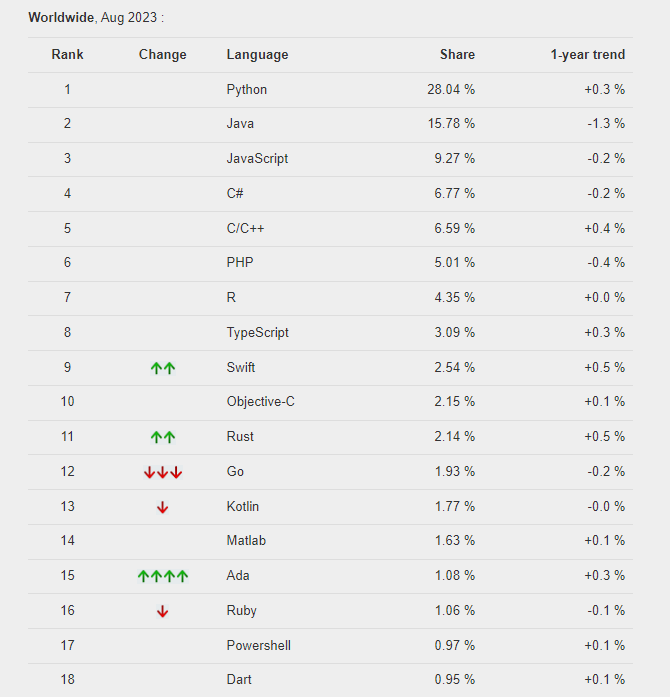 Worldwide, Aug 2023 :
Rank Change Language Share 1-year trend
1 Python 28.04 % +0.3 %
2 Java 15.78 % -1.3 %
3 JavaScript 9.27 % -0.2 %
4 C# 6.77 % -0.2 %
5 C/C++ 6.59 % +0.4 %
6 PHP 5.01 % -0.4 %
7 R 4.35 % +0.0 %
8 TypeScript 3.09 % +0.3 %
9 ↑↑ Swift 2.54 % +0.5 %
10 Objective-C 2.15 % +0.1 %
11 ↑↑ Rust 2.14 % +0.5 %
12 ↓↓↓ Go 1.93 % -0.2 %
13 ↓ Kotlin 1.77 % -0.0 %
14 Matlab 1.63 % +0.1 %
15 ↑↑↑↑ Ada 1.08 % +0.3 %
16 ↓ Ruby 1.06 % -0.1 %
17 Powershell 0.97 % +0.1 %
18 Dart 0.95 % +0.1 %